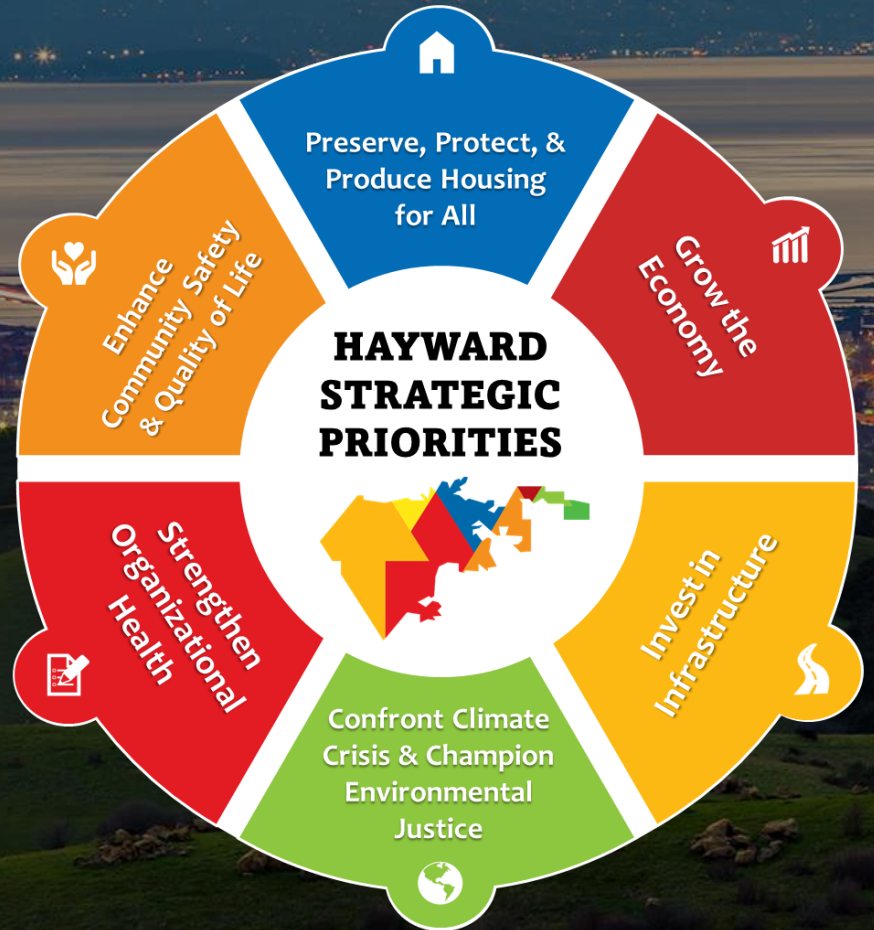 Preserve, Protect, &
Produce Housing
for All
Grow the
Economy
Invest in
Infrastructure
Confront Climate
Crisis & Champion
Environmental
Justice
Strengthen
Organizational
Health
Enhance
Community Safety
& Quality of Life
HAYWARD
STRATEGIC
PRIORITIES